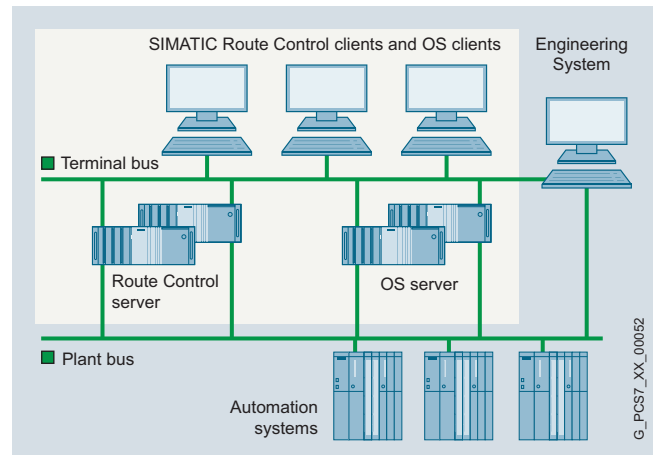 SIMATIC Route Control clients and OS clients
Engineering
System
Terminal bus
Route Control
server
OS server
Plant bus
Automation
systems
G_PCS7_XX_00052